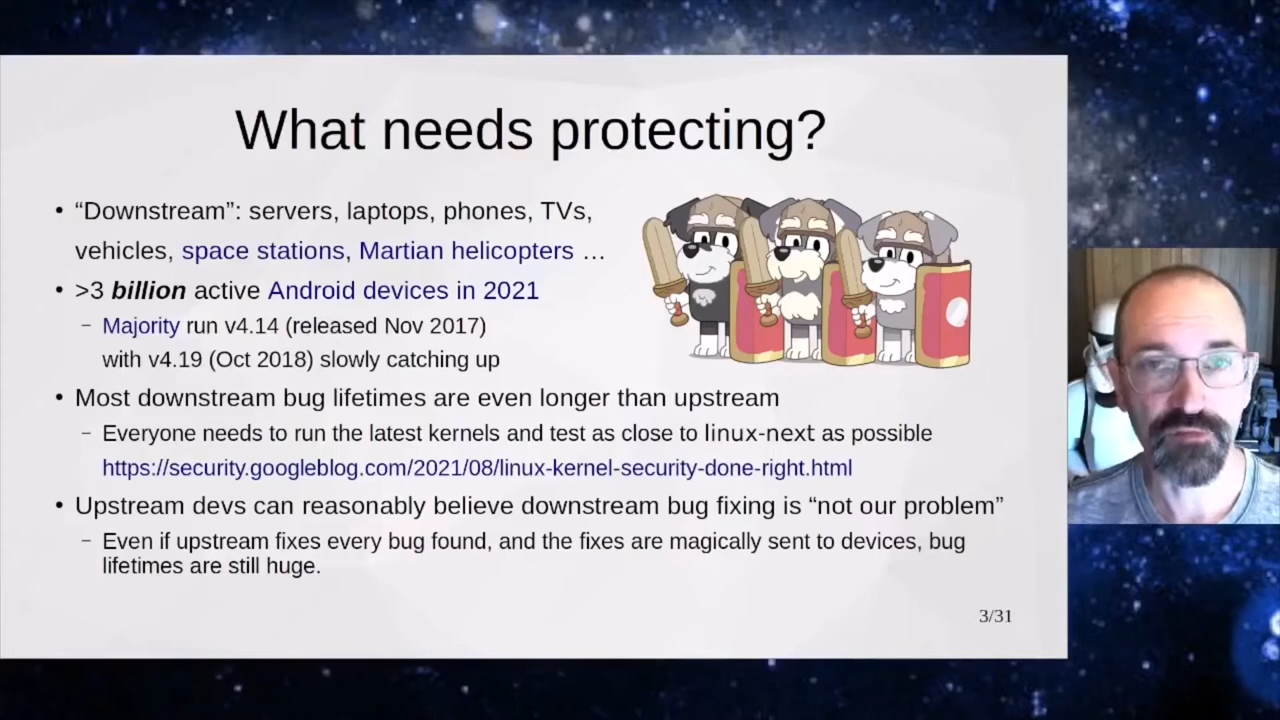 What needs protecting?
• “Downstream”: servers, laptops, phones, TVs,
vehicles, space stations, Martian helicopters …
• >3 billion active Android devices in 2021
– Majority run v4.14 (released Nov 2017)
with v4.19 (Oct 2018) slowly catching up
• Most downstream bug lifetimes are even longer than upstream
– Everyone needs to run the latest kernels and test as close to linux-next as possible
https://security.googleblog.com/2021/08/linux-kernel-security-done-right.html
• Upstream devs can reasonably believe downstream bug fixing is “not our problem”
– Even if upstream fixes every bug found, and the fixes are magically sent to devices, bug
lifetimes are still huge.
3/31